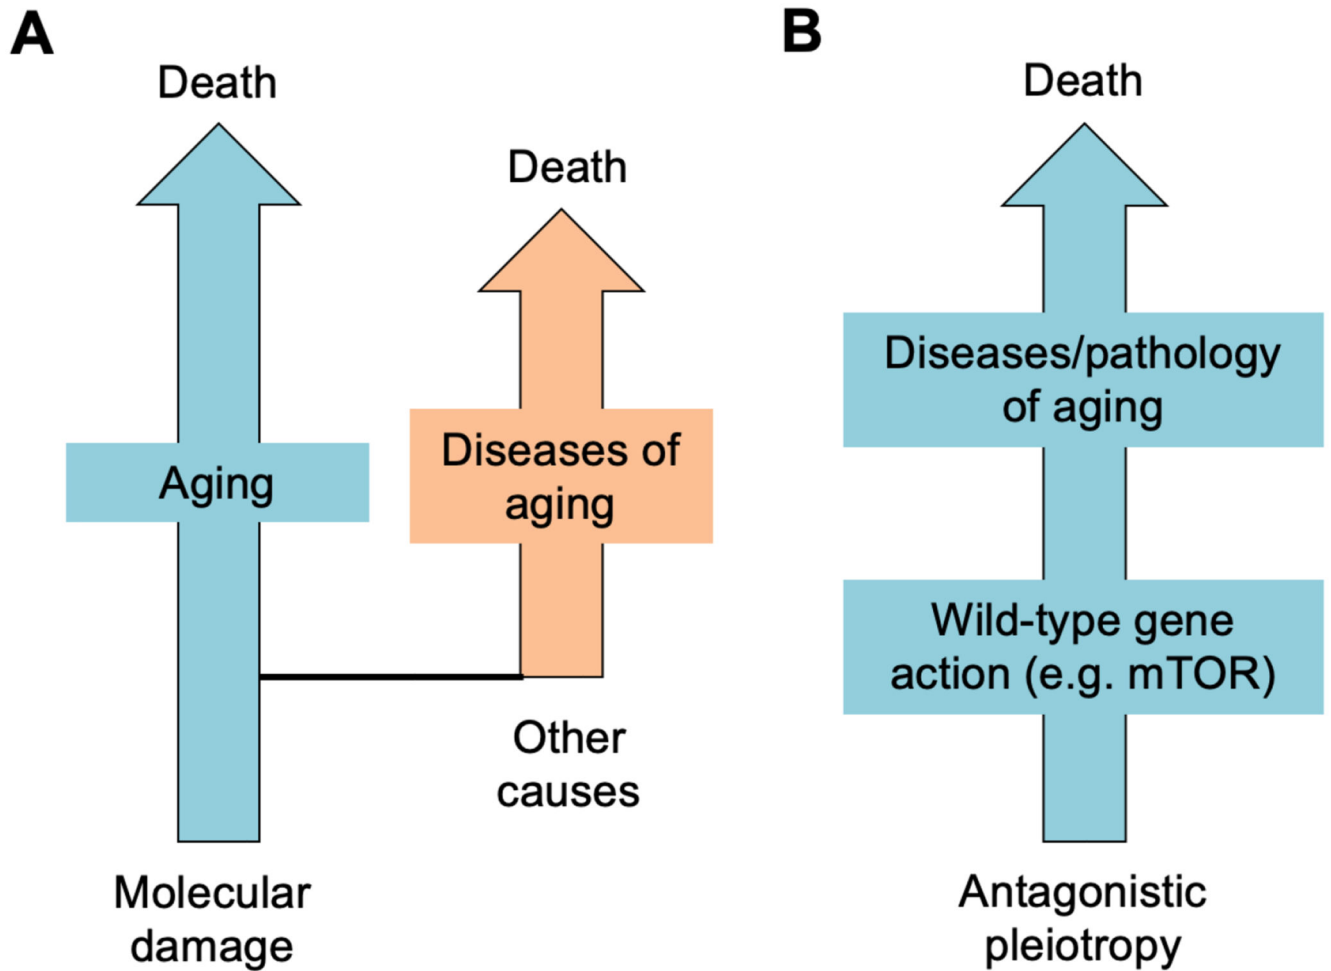 A
Death
Death
Aging
Diseases of
aging
Other
causes
Molecular
damage
B
Death
Diseases/pathology
of aging
Wild-type gene
action (e.g. mTOR)
Antagonistic
pleiotropy